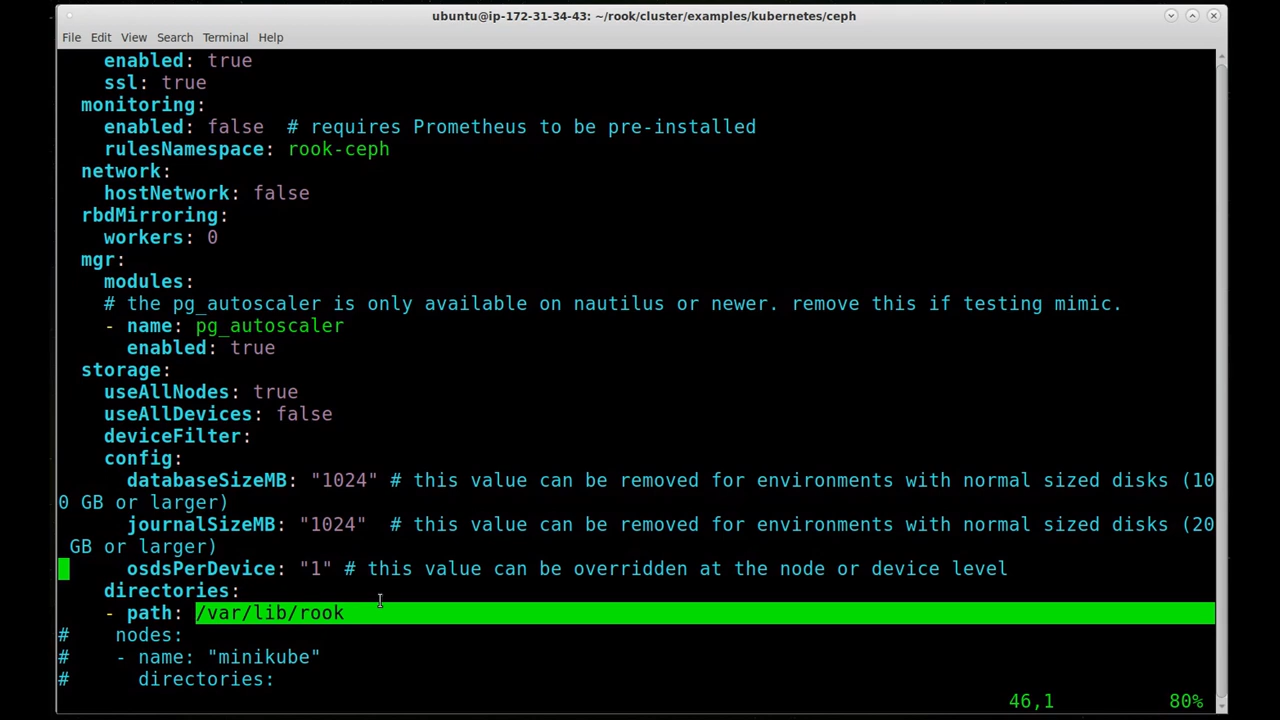 ubuntu@ip-172-31-34-43: ~/rook/cluster/examples/kubernetes/ceph
File Edit View Search Terminal Help
    enabled: true
    ssl: true
  monitoring:
    enabled: false  # requires Prometheus to be pre-installed
    rulesNamespace: rook-ceph
  network:
    hostNetwork: false
  rbdMirroring:
    workers: 0
  mgr:
    modules:
    # the pg_autoscaler is only available on nautilus or newer. remove this if testing mimic.
    - name: pg_autoscaler
      enabled: true
  storage:
    useAllNodes: true
    useAllDevices: false
    deviceFilter:
    config:
      databaseSizeMB: "1024" # this value can be removed for environments with normal sized disks (10
0 GB or larger)
      journalSizeMB: "1024"  # this value can be removed for environments with normal sized disks (20
 GB or larger)
      osdsPerDevice: "1" # this value can be overridden at the node or device level
    directories:
    - path: /var/lib/rook
#    nodes:
#    - name: "minikube"
#      directories:
46,1 80%